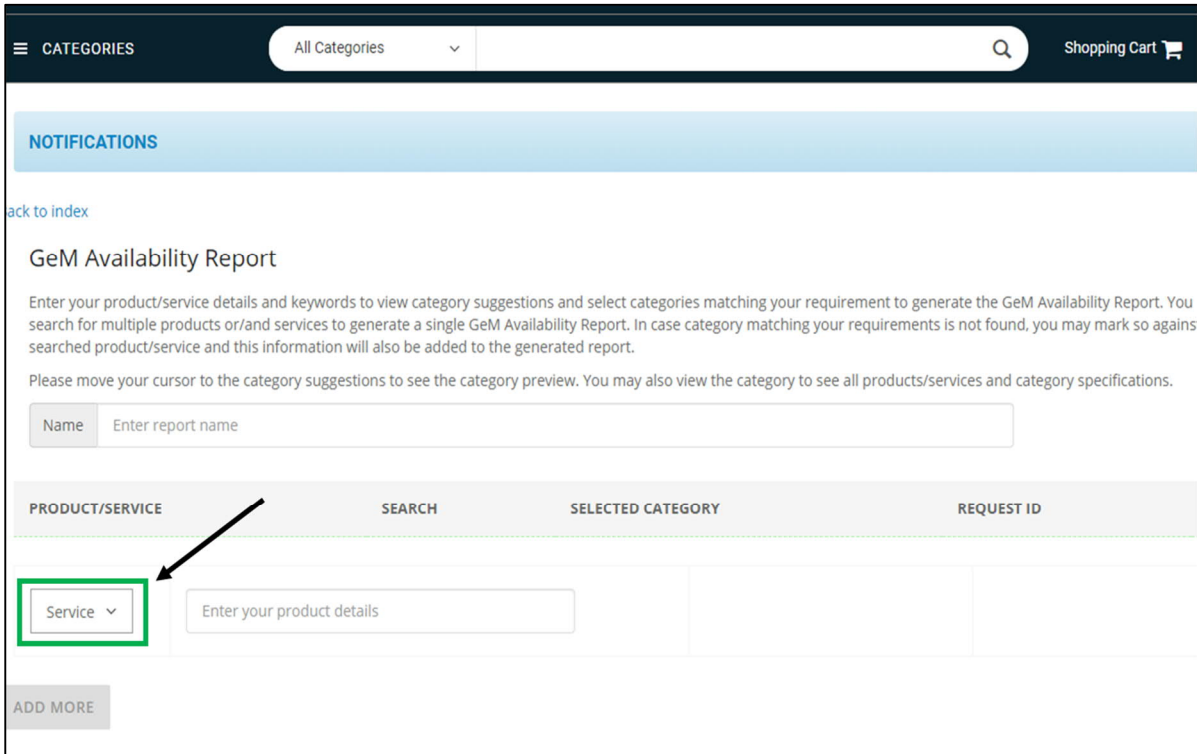 CATEGORIES
All Categories
Shopping Cart
NOTIFICATIONS
ack to index
GeM Availability Report
Enter your product/service details and keywords to view category suggestions and select categories matching your requirement to generate the GeM Availability Report. You
search for multiple products or/and services to generate a single GeM Availability Report. In case category matching your requirements is not found, you may mark so against
searched product/service and this information will also be added to the generated report.
Please move your cursor to the category suggestions to see the category preview. You may also view the category to see all products/services and category specifications.
Name Enter report name
PRODUCT/SERVICE SEARCH SELECTED CATEGORY REQUEST ID
Service Enter your product details
ADD MORE